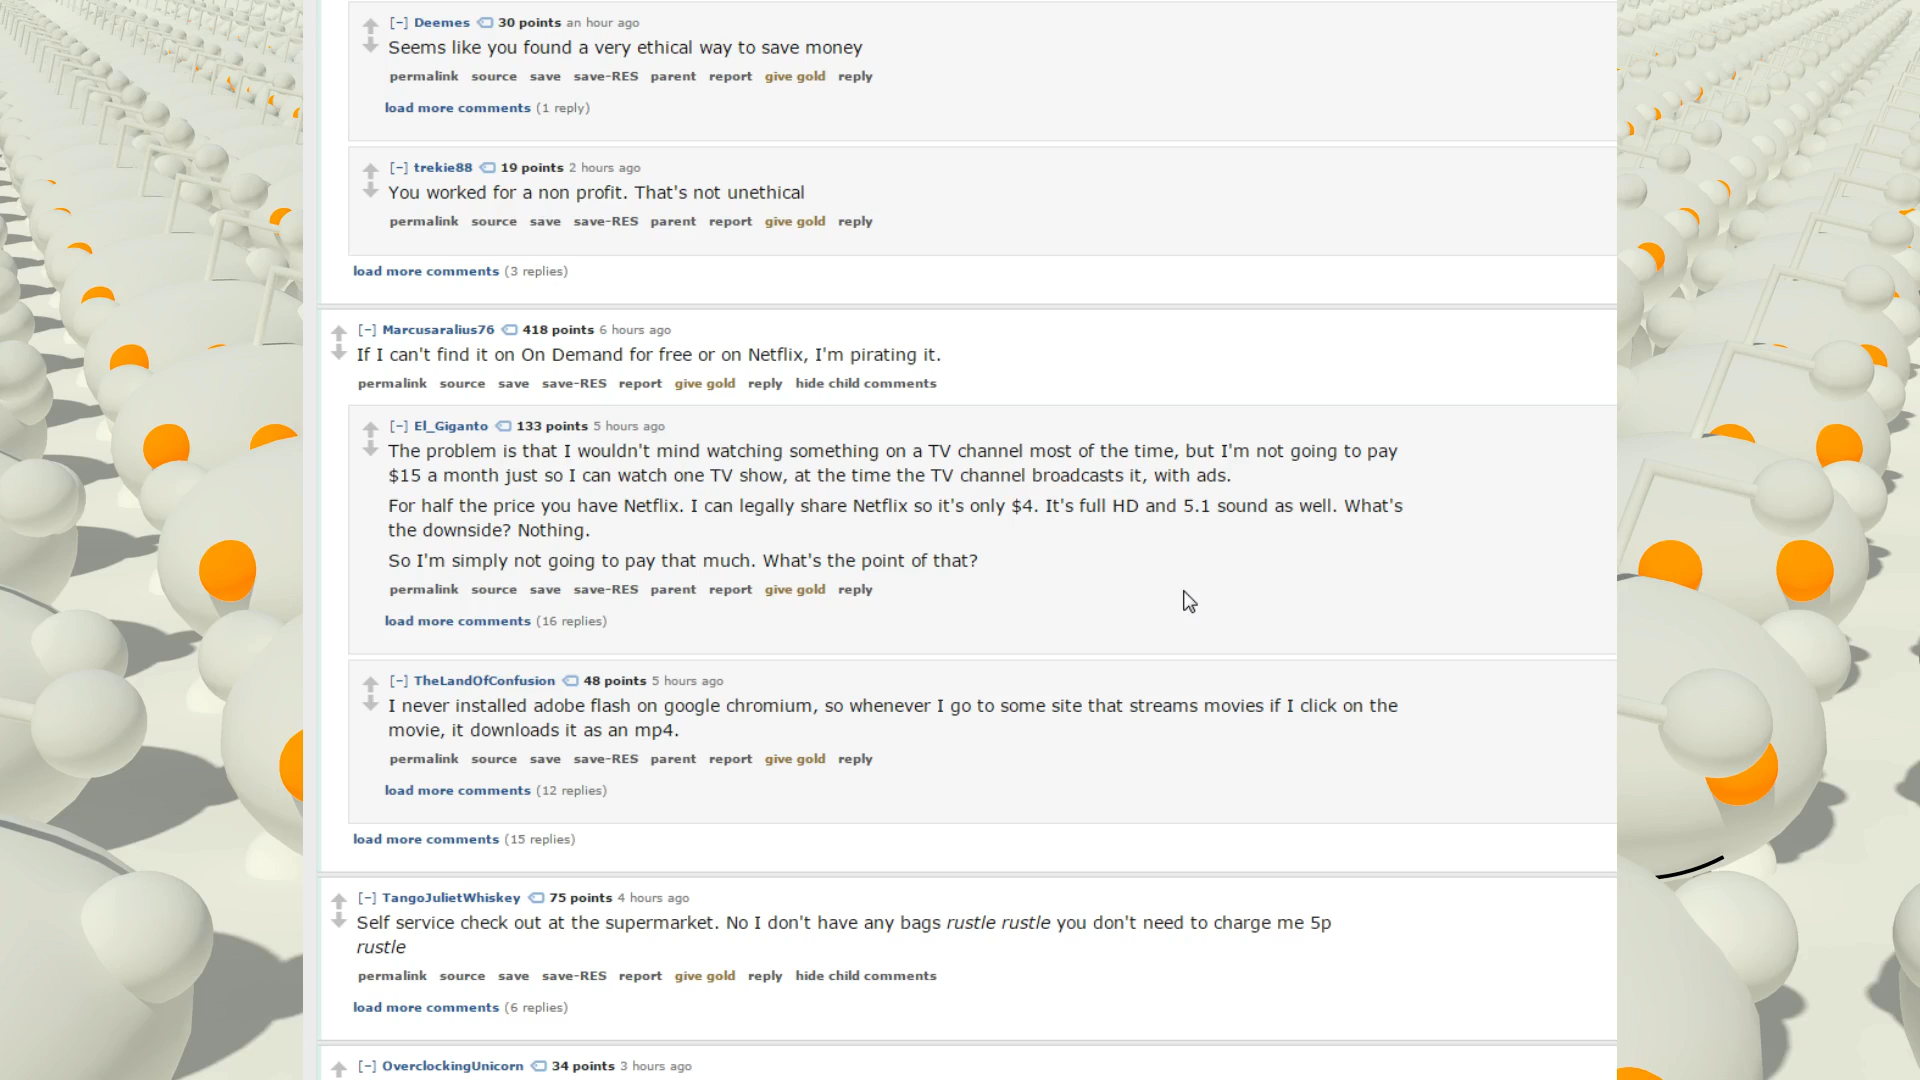 [-] Deemes 30 points an hour ago
Seems like you found a very ethical way to save money
permalink source save save-RES parent report give gold reply
load more comments (1 reply)
[-] trekie88 19 points 2 hours ago
You worked for a non profit. That's not unethical
permalink source save save-RES parent report give gold reply
load more comments (3 replies)
[-] Marcusaralius76 418 points 6 hours ago
If I can't find it on On Demand for free or on Netflix, I'm pirating it.
permalink source save save-RES report give gold reply hide child comments
[-] El_Giganto 133 points 5 hours ago
The problem is that I wouldn't mind watching something on a TV channel most of the time, but I'm not going to pay
$15 a month just so I can watch one TV show, at the time the TV channel broadcasts it, with ads.
For half the price you have Netflix. I can legally share Netflix so it's only $4. It's full HD and 5.1 sound as well. What's
the downside? Nothing.
So I'm simply not going to pay that much. What's the point of that?
permalink source save save-RES parent report give gold reply
load more comments (16 replies)
[-] TheLandOfConfusion 48 points 5 hours ago
I never installed adobe flash on google chromium, so whenever I go to some site that streams movies if I click on the
movie, it downloads it as an mp4.
permalink source save save-RES parent report give gold reply
load more comments (12 replies)
load more comments (15 replies)
[-] TangoJulietWhiskey 75 points 4 hours ago
Self service check out at the supermarket. No I don't have any bags rustle rustle you don't need to charge me 5p
rustle
permalink source save save-RES report give gold reply hide child comments
load more comments (6 replies)
[-] OverclockingUnicorn 34 points 3 hours ago